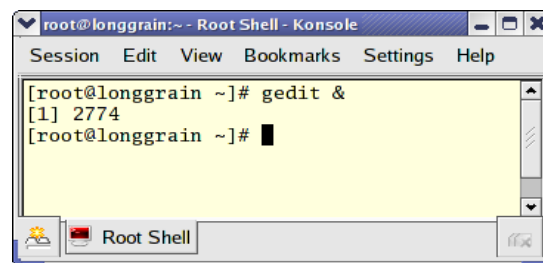 root@longgrain:~ - Root Shell - Konsole
Session Edit View Bookmarks Settings Help
[root@longgrain ~]# gedit &
[1] 2774
[root@longgrain ~]#
Root Shell